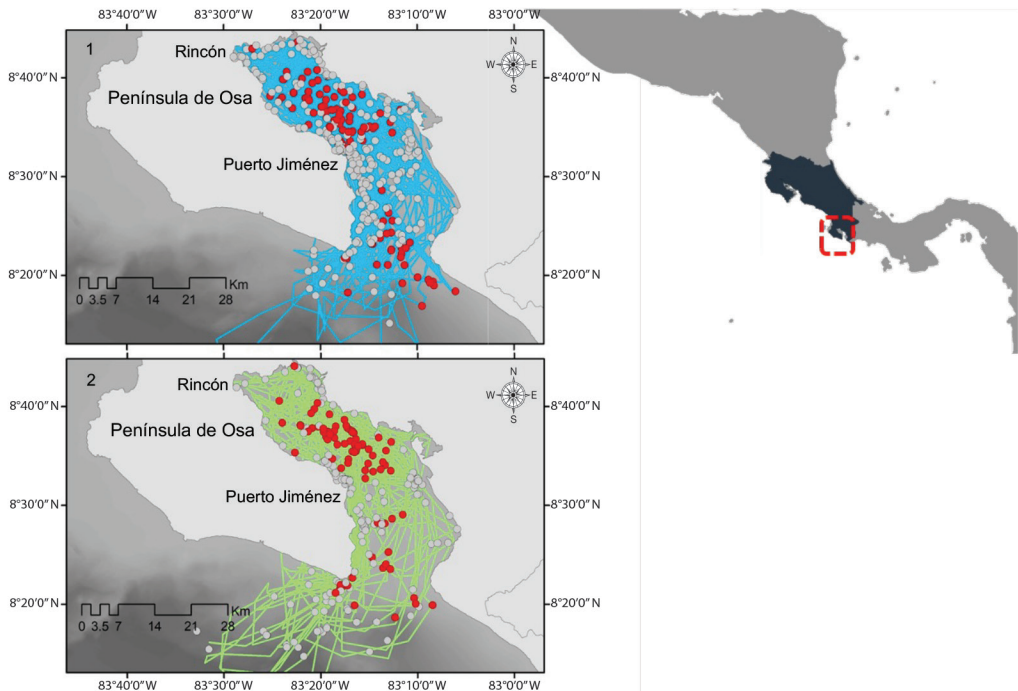 83°40'0"W 83°30'0"W 83°20'0"W 83°10'0"W 83°0'0"W
1
Rincón
N
W E
S
8°40'0"N 8°40'0"N
Península de Osa
Puerto Jiménez
8°30'0"N 8°30'0"N
8°20'0"N 8°20'0"N
Km
0 3.5 7 14 21 28
2
Rincón
N
W E
S
8°40'0"N 8°40'0"N
Península de Osa
Puerto Jiménez
8°30'0"N 8°30'0"N
8°20'0"N 8°20'0"N
Km
0 3.5 7 14 21 28
83°40'0"W 83°30'0"W 83°20'0"W 83°10'0"W 83°0'0"W